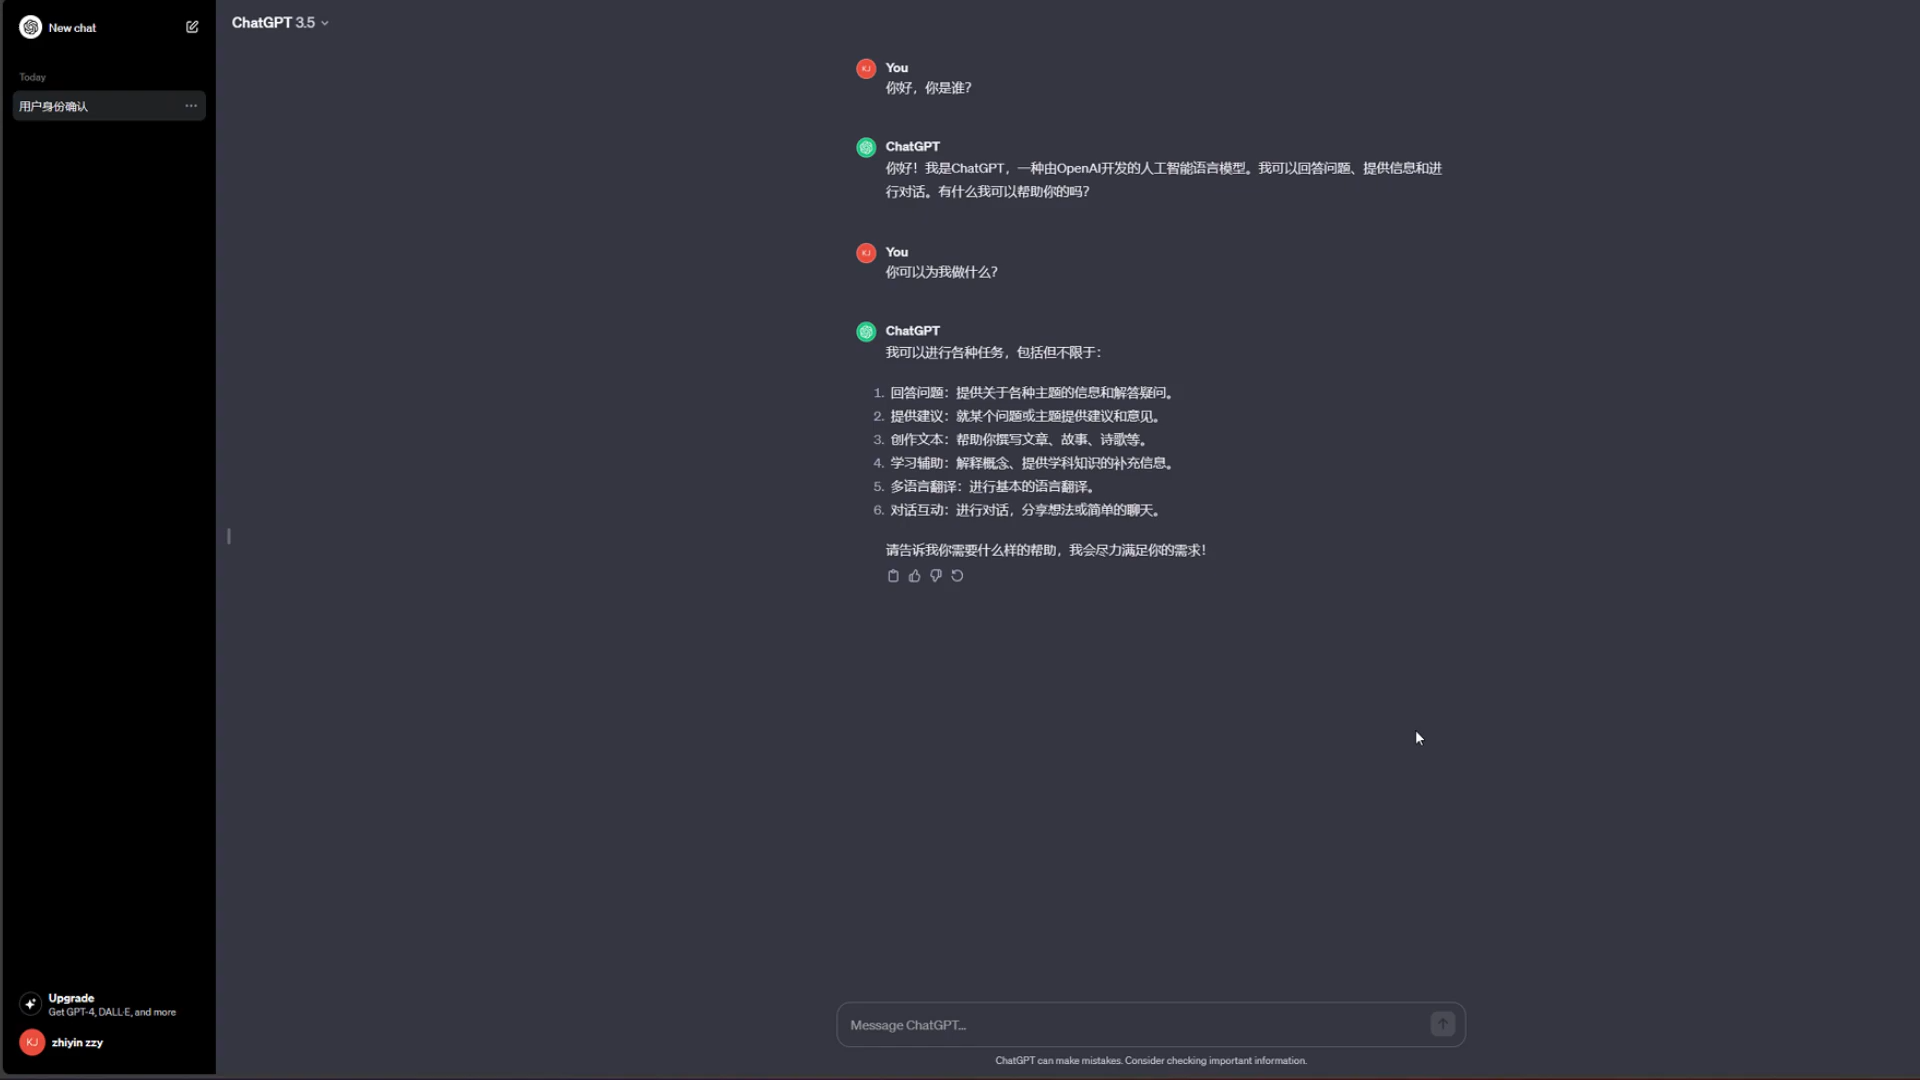 New chat
Today
用户身份确认
Upgrade
Get GPT-4, DALL·E, and more
KJ
zhiyin zzy
ChatGPT 3.5
KJ
You
你好，你是谁？
ChatGPT
你好！我是ChatGPT，一种由OpenAI开发的人工智能语言模型。我可以回答问题、提供信息和进
行对话。有什么我可以帮助你的吗？
KJ
You
你可以为我做什么？
ChatGPT
我可以进行各种任务，包括但不限于：
1. 回答问题：提供关于各种主题的信息和解答疑问。
2. 提供建议：就某个问题或主题提供建议和意见。
3. 创作文本：帮助你撰写文章、故事、诗歌等。
4. 学习辅助：解释概念、提供学科知识的补充信息。
5. 多语言翻译：进行基本的语言翻译。
6. 对话互动：进行对话，分享想法或简单的聊天。
请告诉我你需要什么样的帮助，我会尽力满足你的需求！
Message ChatGPT...
ChatGPT can make mistakes. Consider checking important information.